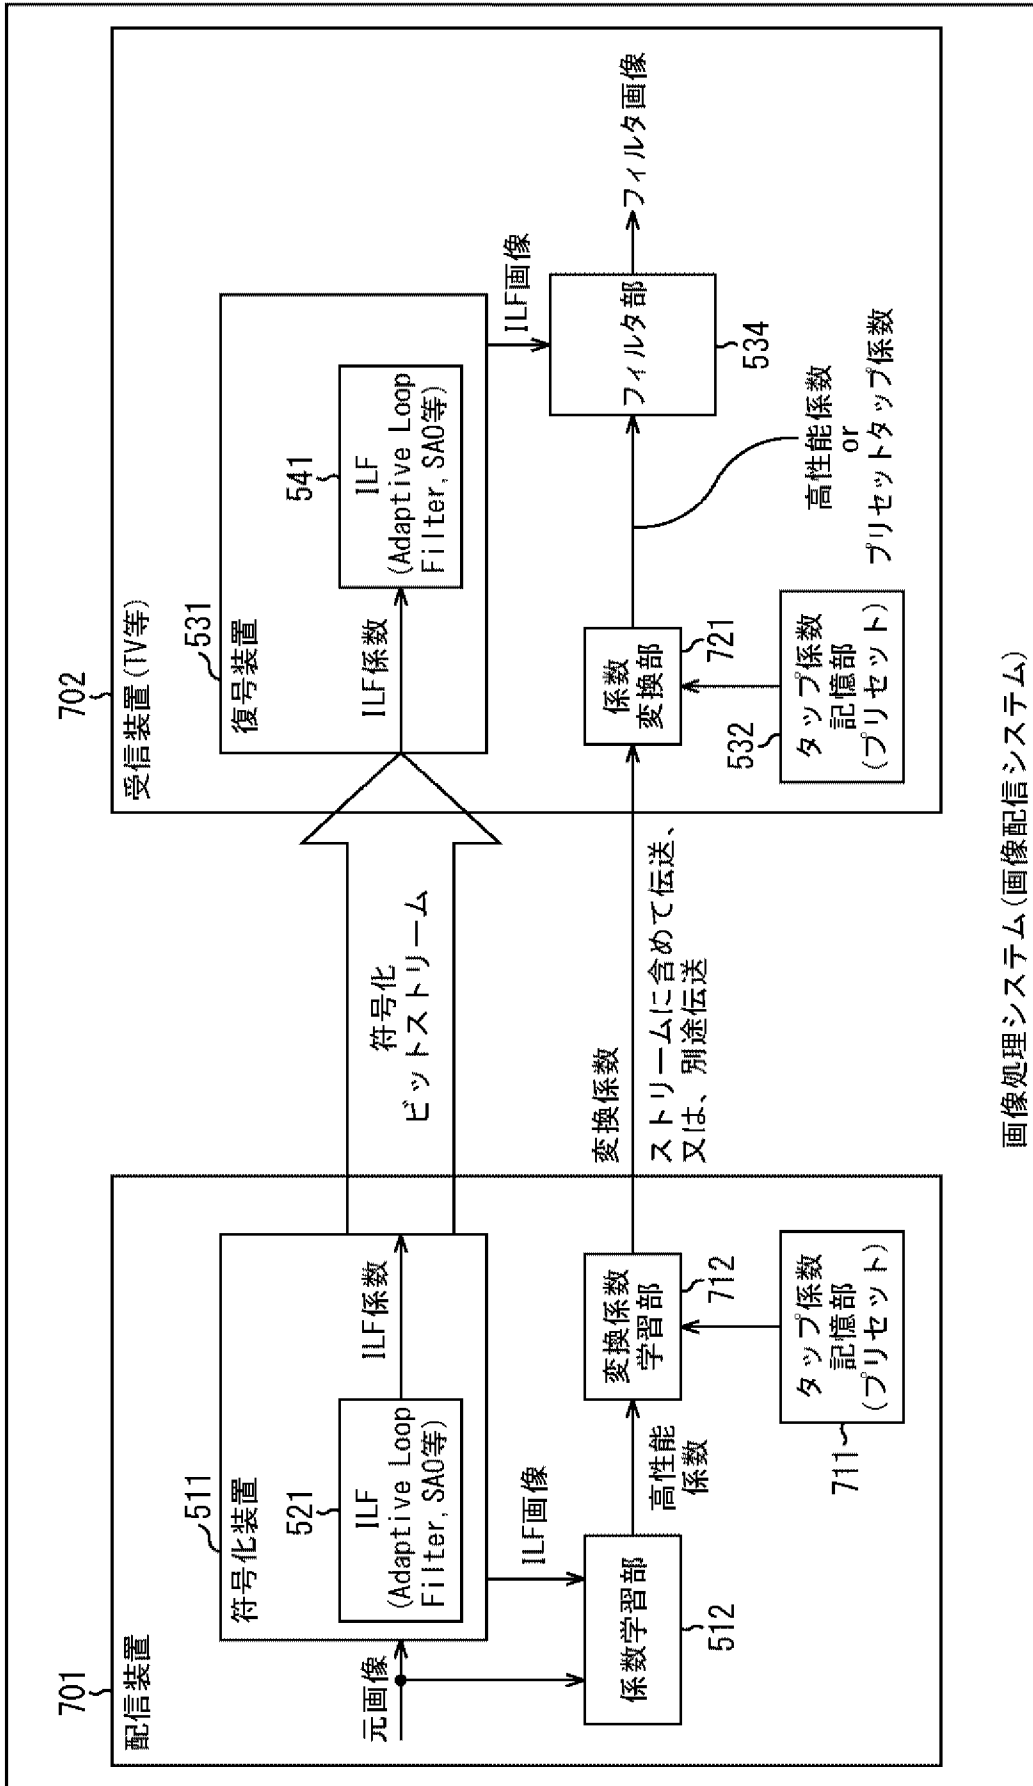 701
配信装置
元画像
511
符号化装置
521
ILF
(Adaptive Loop
Filter, SAO等)
ILF係数
ILF画像
係数学習部
512
高性能
係数
変換係数
学習部
712
タップ係数
記憶部
(プリセット)
711
符号化
ビットストリーム
変換係数
ストリームに含めて伝送、
又は、別途伝送
702
受信装置(TV等)
531
復号装置
ILF係数
541
ILF
(Adaptive Loop
Filter, SAO等)
ILF画像
係数
変換部
721
532
タップ係数
記憶部
(プリセット)
フィルタ部
534
フィルタ画像
高性能係数
or
プリセットタップ係数
画像処理システム(画像配信システム)